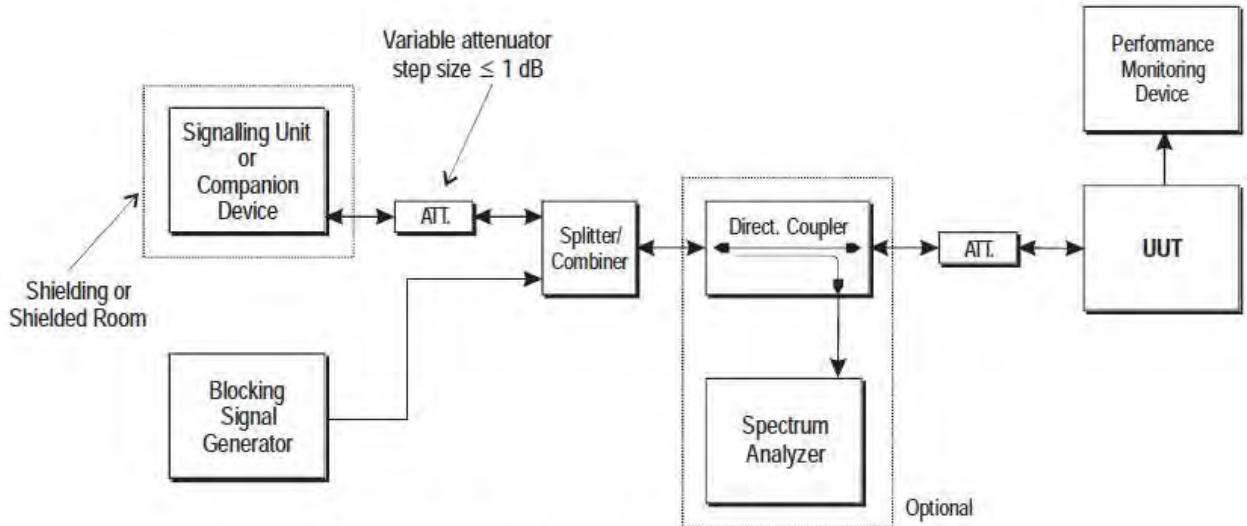 Variable attenuator
step size ≤ 1 dB
Performance
Monitoring
Device
Signalling Unit
or
Companion
Device
ATT.
Splitter/
Combiner
Direct. Coupler
ATT.
UUT
Shielding or
Shielded Room
Blocking
Signal
Generator
Spectrum
Analyzer
Optional